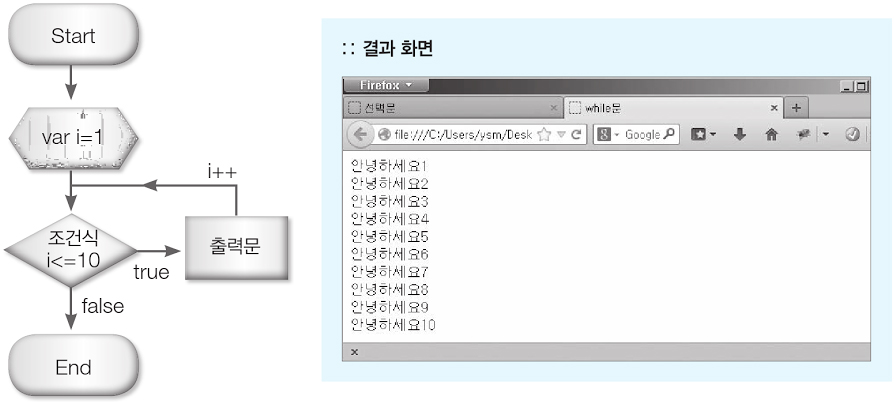 Start
var i=1
i++
조건식
i<=10
true
출력문
false
End
:: 결과 화면
Firefox
선택문
while문
file:///C:/Users/ysm/Desk
Google
안녕하세요1
안녕하세요2
안녕하세요3
안녕하세요4
안녕하세요5
안녕하세요6
안녕하세요7
안녕하세요8
안녕하세요9
안녕하세요10